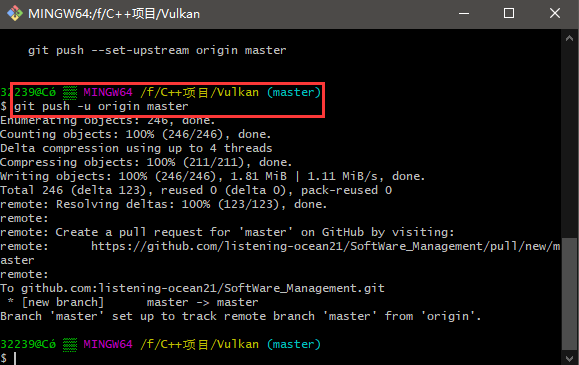 MINGW64:/f/C++项目/Vulkan
git push --set-upstream origin master
32239@Cǿ ▒▒ MINGW64 /f/C++项目/Vulkan (master)
$ git push -u origin master
Enumerating objects: 246, done.
Counting objects: 100% (246/246), done.
Delta compression using up to 4 threads
Compressing objects: 100% (211/211), done.
Writing objects: 100% (246/246), 1.81 MiB | 1.11 MiB/s, done.
Total 246 (delta 123), reused 0 (delta 0), pack-reused 0
remote: Resolving deltas: 100% (123/123), done.
remote:
remote: Create a pull request for 'master' on GitHub by visiting:
remote:      https://github.com/listening-ocean21/SoftWare_Management/pull/new/m
aster
remote:
To github.com:listening-ocean21/SoftWare_Management.git
 * [new branch]      master -> master
Branch 'master' set up to track remote branch 'master' from 'origin'.
32239@Cǿ ▒▒ MINGW64 /f/C++项目/Vulkan (master)
$